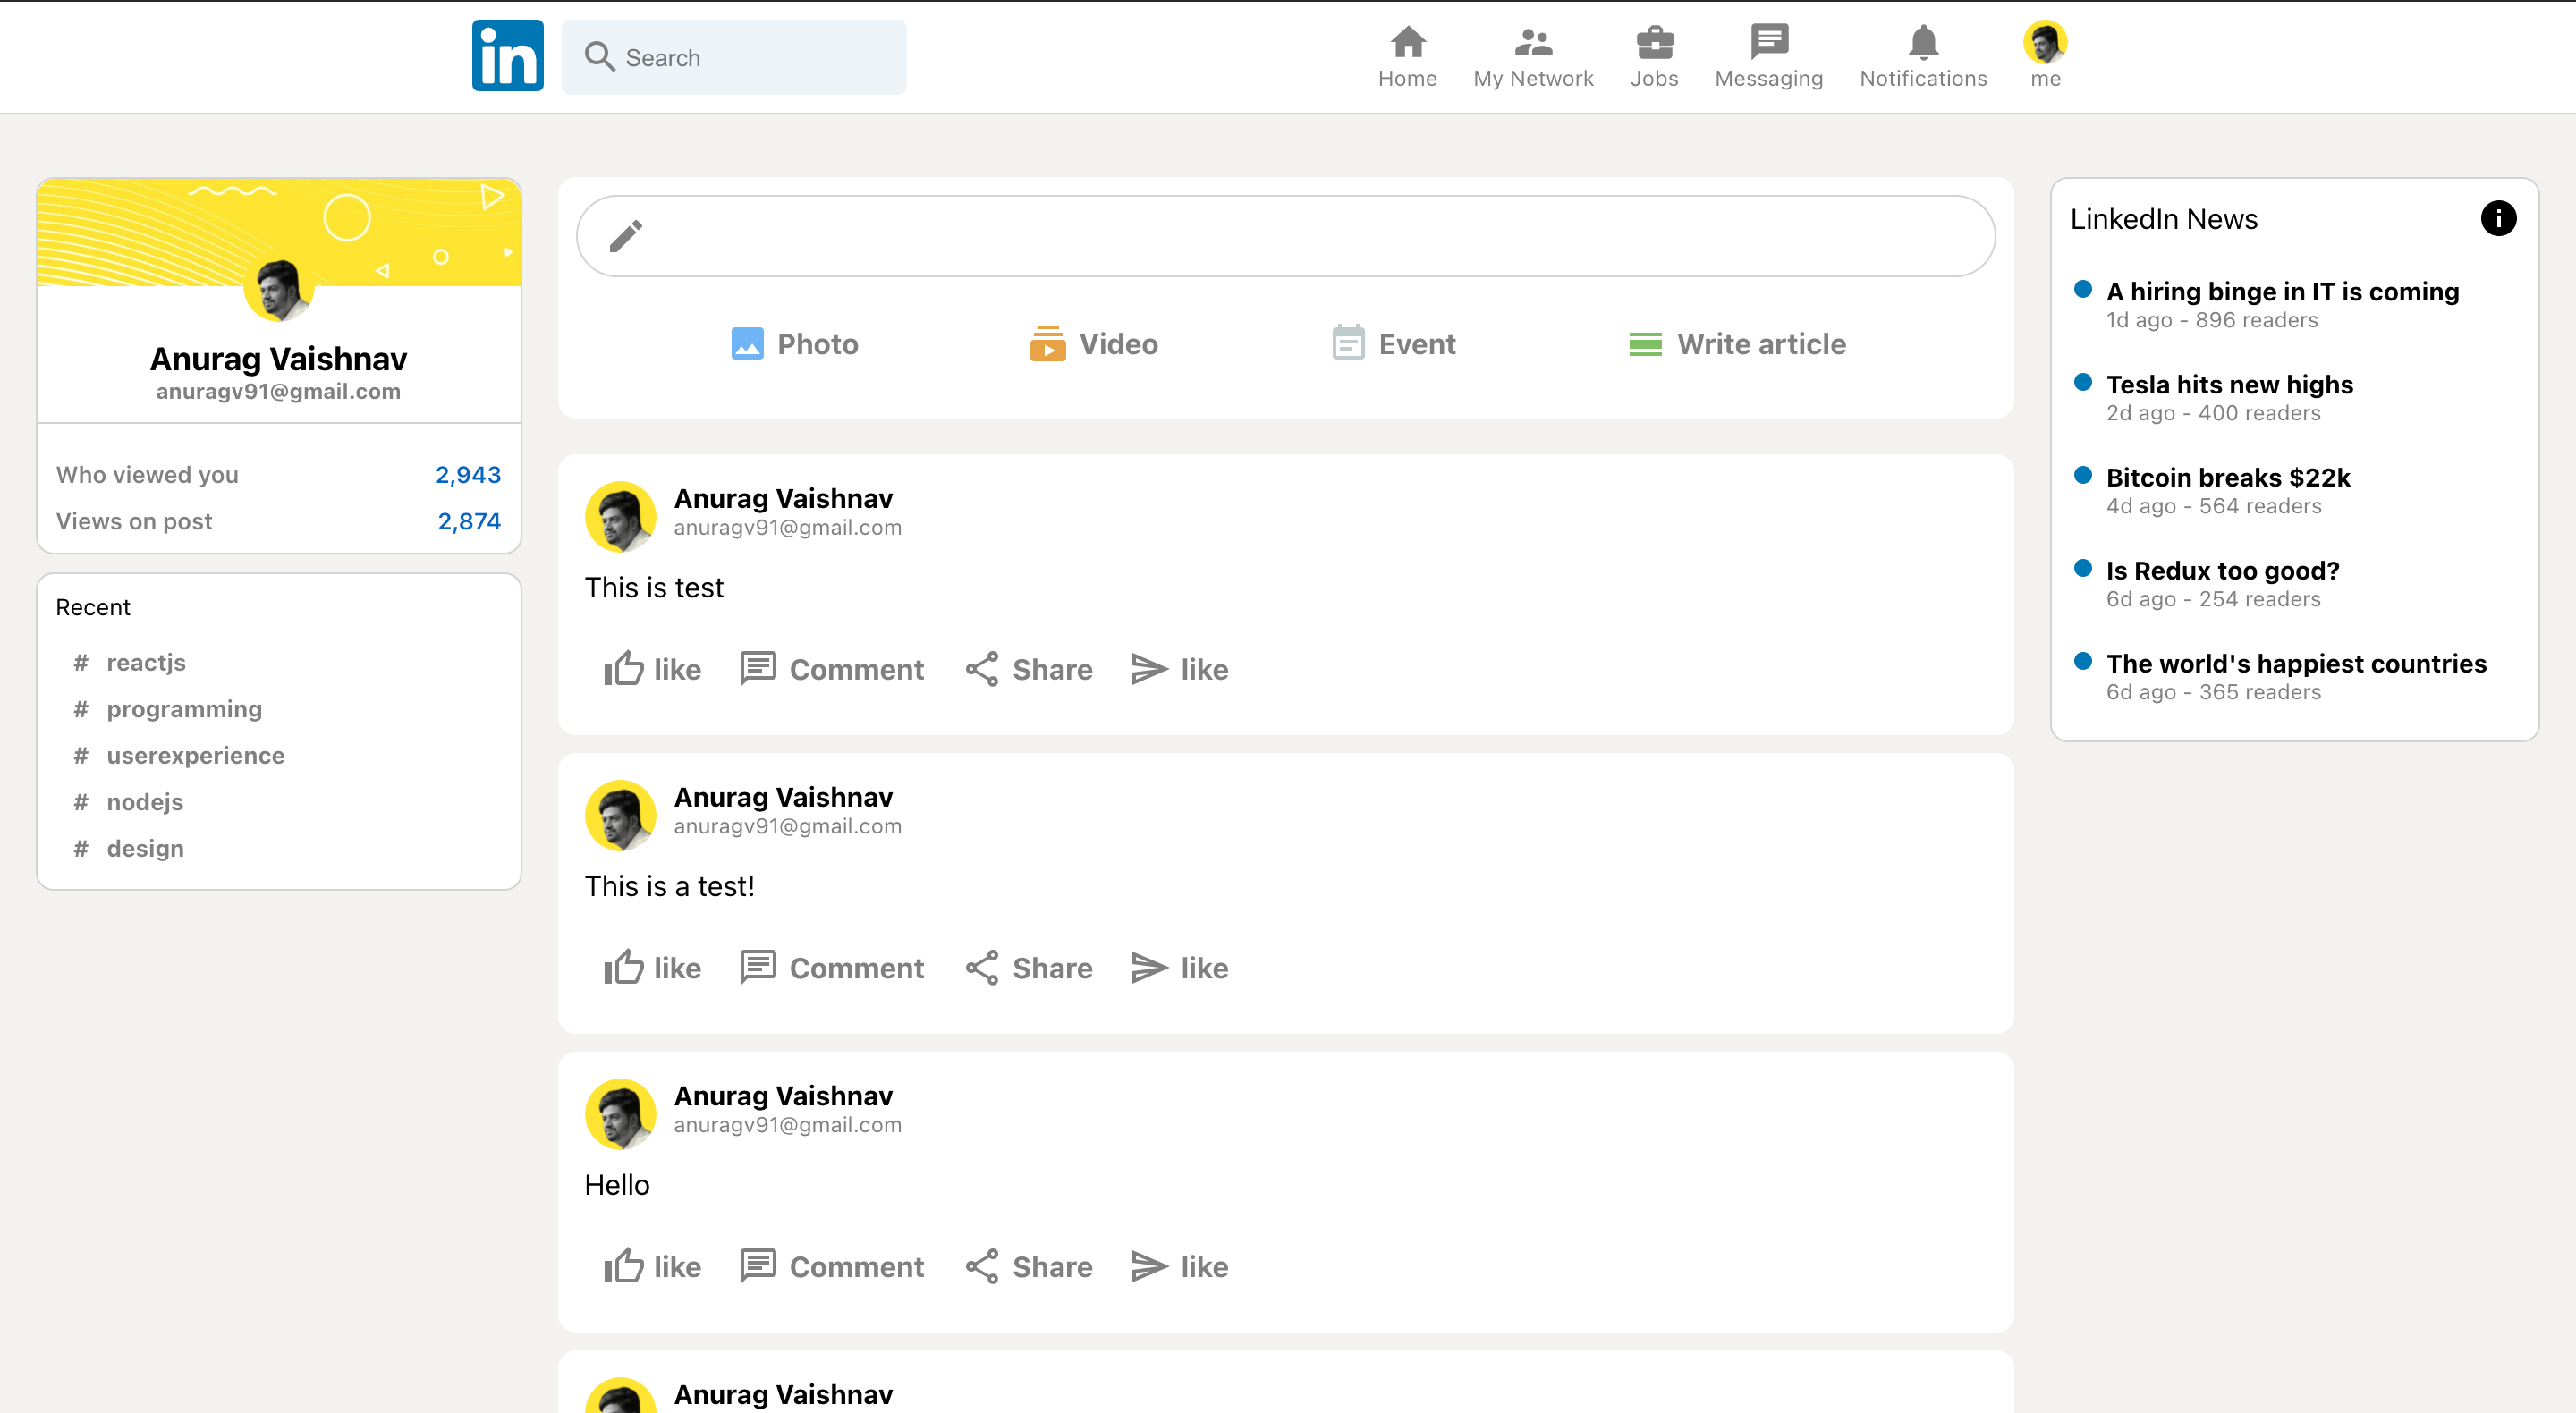 in
Search
Home
My Network
Jobs
Messaging
Notifications
me
Anurag Vaishnav
anuragv91@gmail.com
Who viewed you 2,943
Views on post 2,874
Recent
# reactjs
# programming
# userexperience
# nodejs
# design
Photo
Video
Event
Write article
Anurag Vaishnav
anuragv91@gmail.com
This is test
like Comment Share like
Anurag Vaishnav
anuragv91@gmail.com
This is a test!
like Comment Share like
Anurag Vaishnav
anuragv91@gmail.com
Hello
like Comment Share like
Anurag Vaishnav
LinkedIn News
A hiring binge in IT is coming
1d ago - 896 readers
Tesla hits new highs
2d ago - 400 readers
Bitcoin breaks $22k
4d ago - 564 readers
Is Redux too good?
6d ago - 254 readers
The world's happiest countries
6d ago - 365 readers